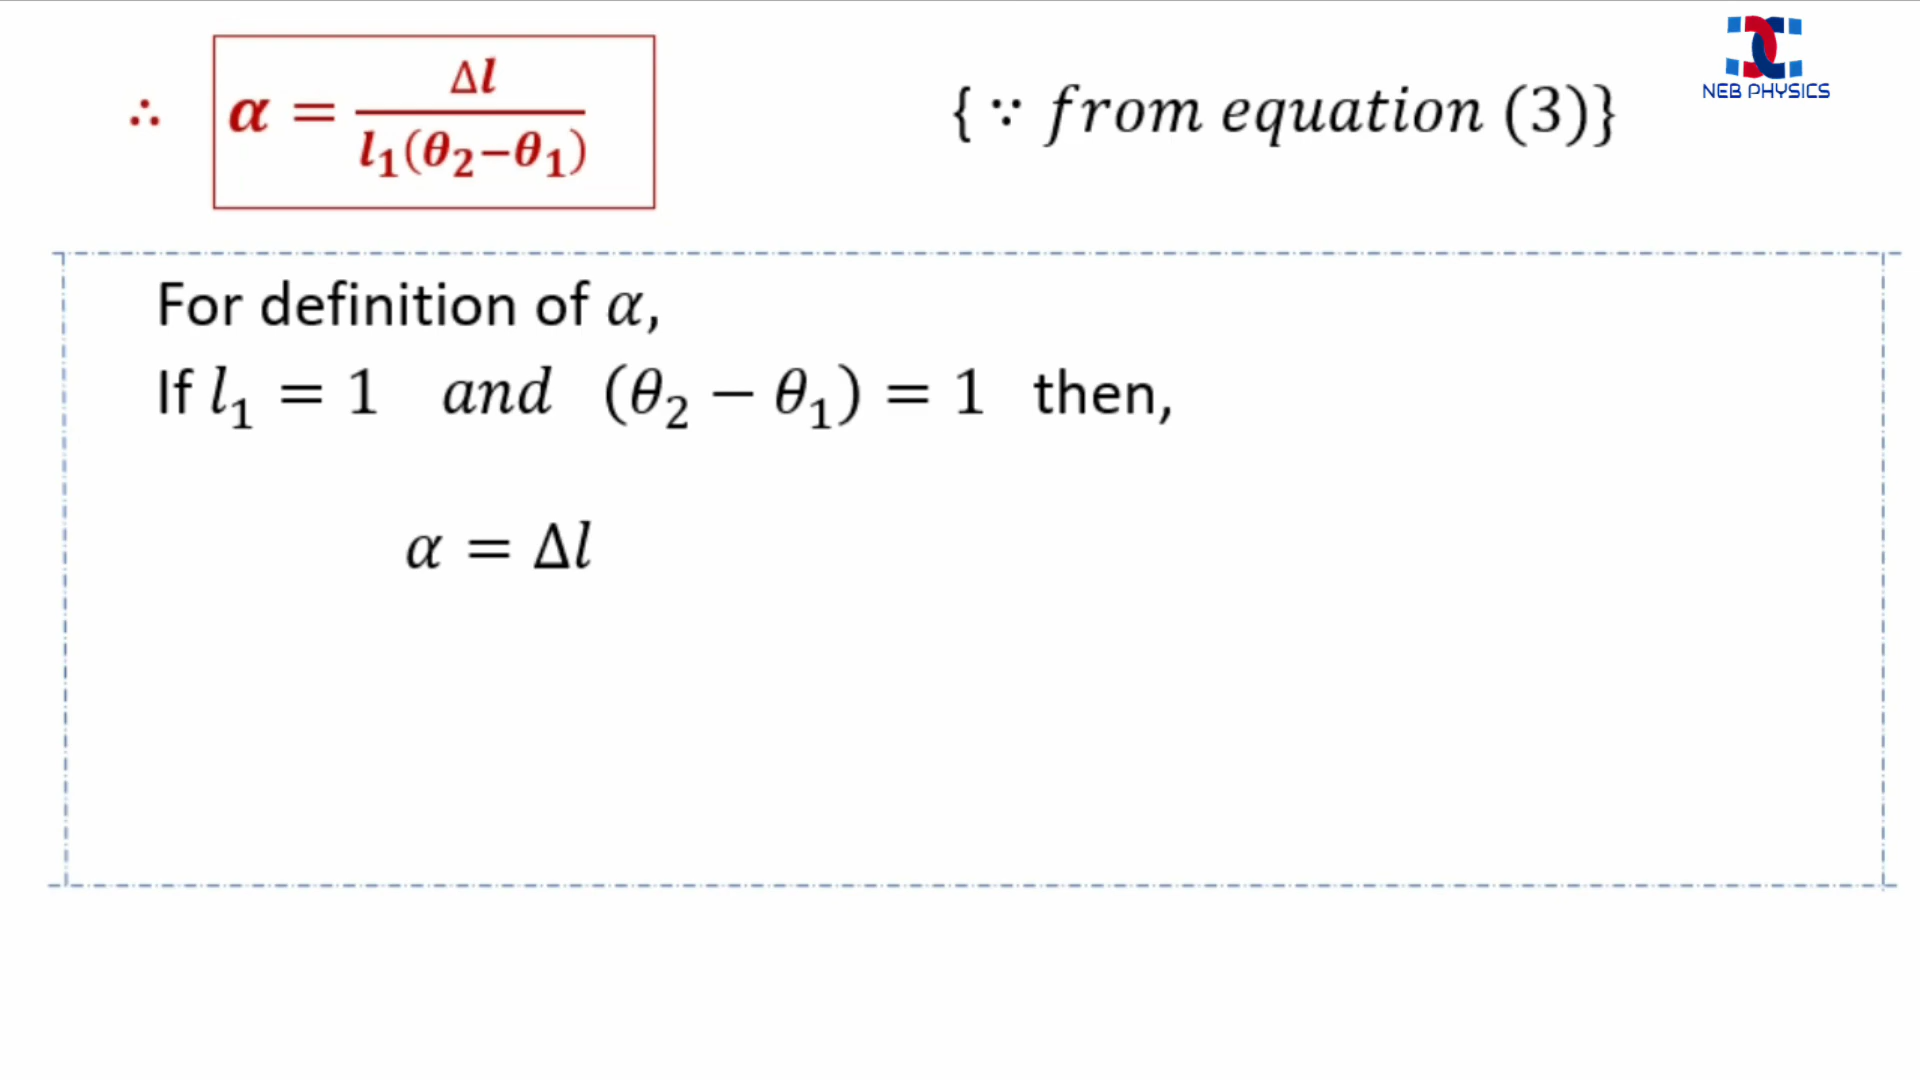 ∴ α = Δl / l₁(θ₂−θ₁) {∵ from equation (3)}
NEB PHYSICS
For definition of α,
If l₁ = 1 and (θ₂ − θ₁) = 1 then,
α = Δl